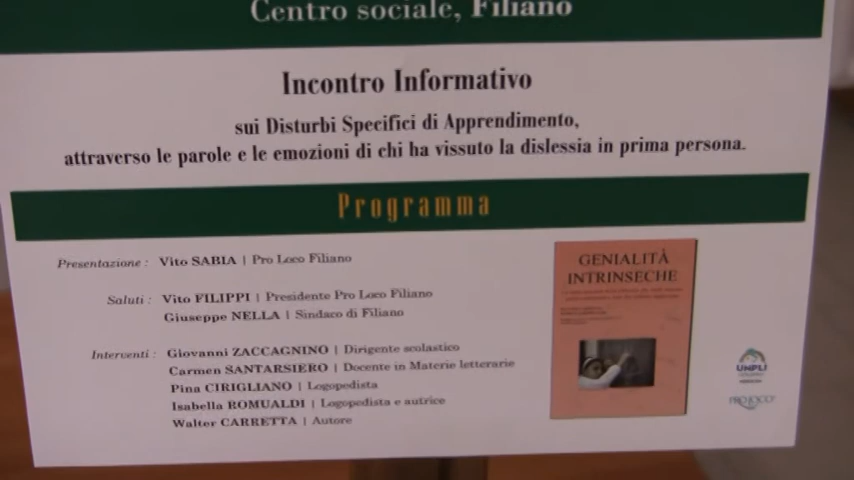 Centro sociale, Filiano
Incontro Informativo
sui Disturbi Specifici di Apprendimento,
attraverso le parole e le emozioni di chi ha vissuto la dislessia in prima persona.
Programma
Presentazione : Vito SABIA | Pro Loco Filiano
Saluti : Vito FILIPPI | Presidente Pro Loco Filiano
Giuseppe NELLA | Sindaco di Filiano
Interventi : Giovanni ZACCAGNINO | Dirigente scolastico
Carmen SANTARSIERO | Docente in Materie letterarie
Pina CIRIGLIANO | Logopedista
Isabella ROMUALDI | Logopedista e autrice
Walter CARRETTA | Autore
GENIALITÀ
INTRINSECHE
UNPLI
PRO LOCO